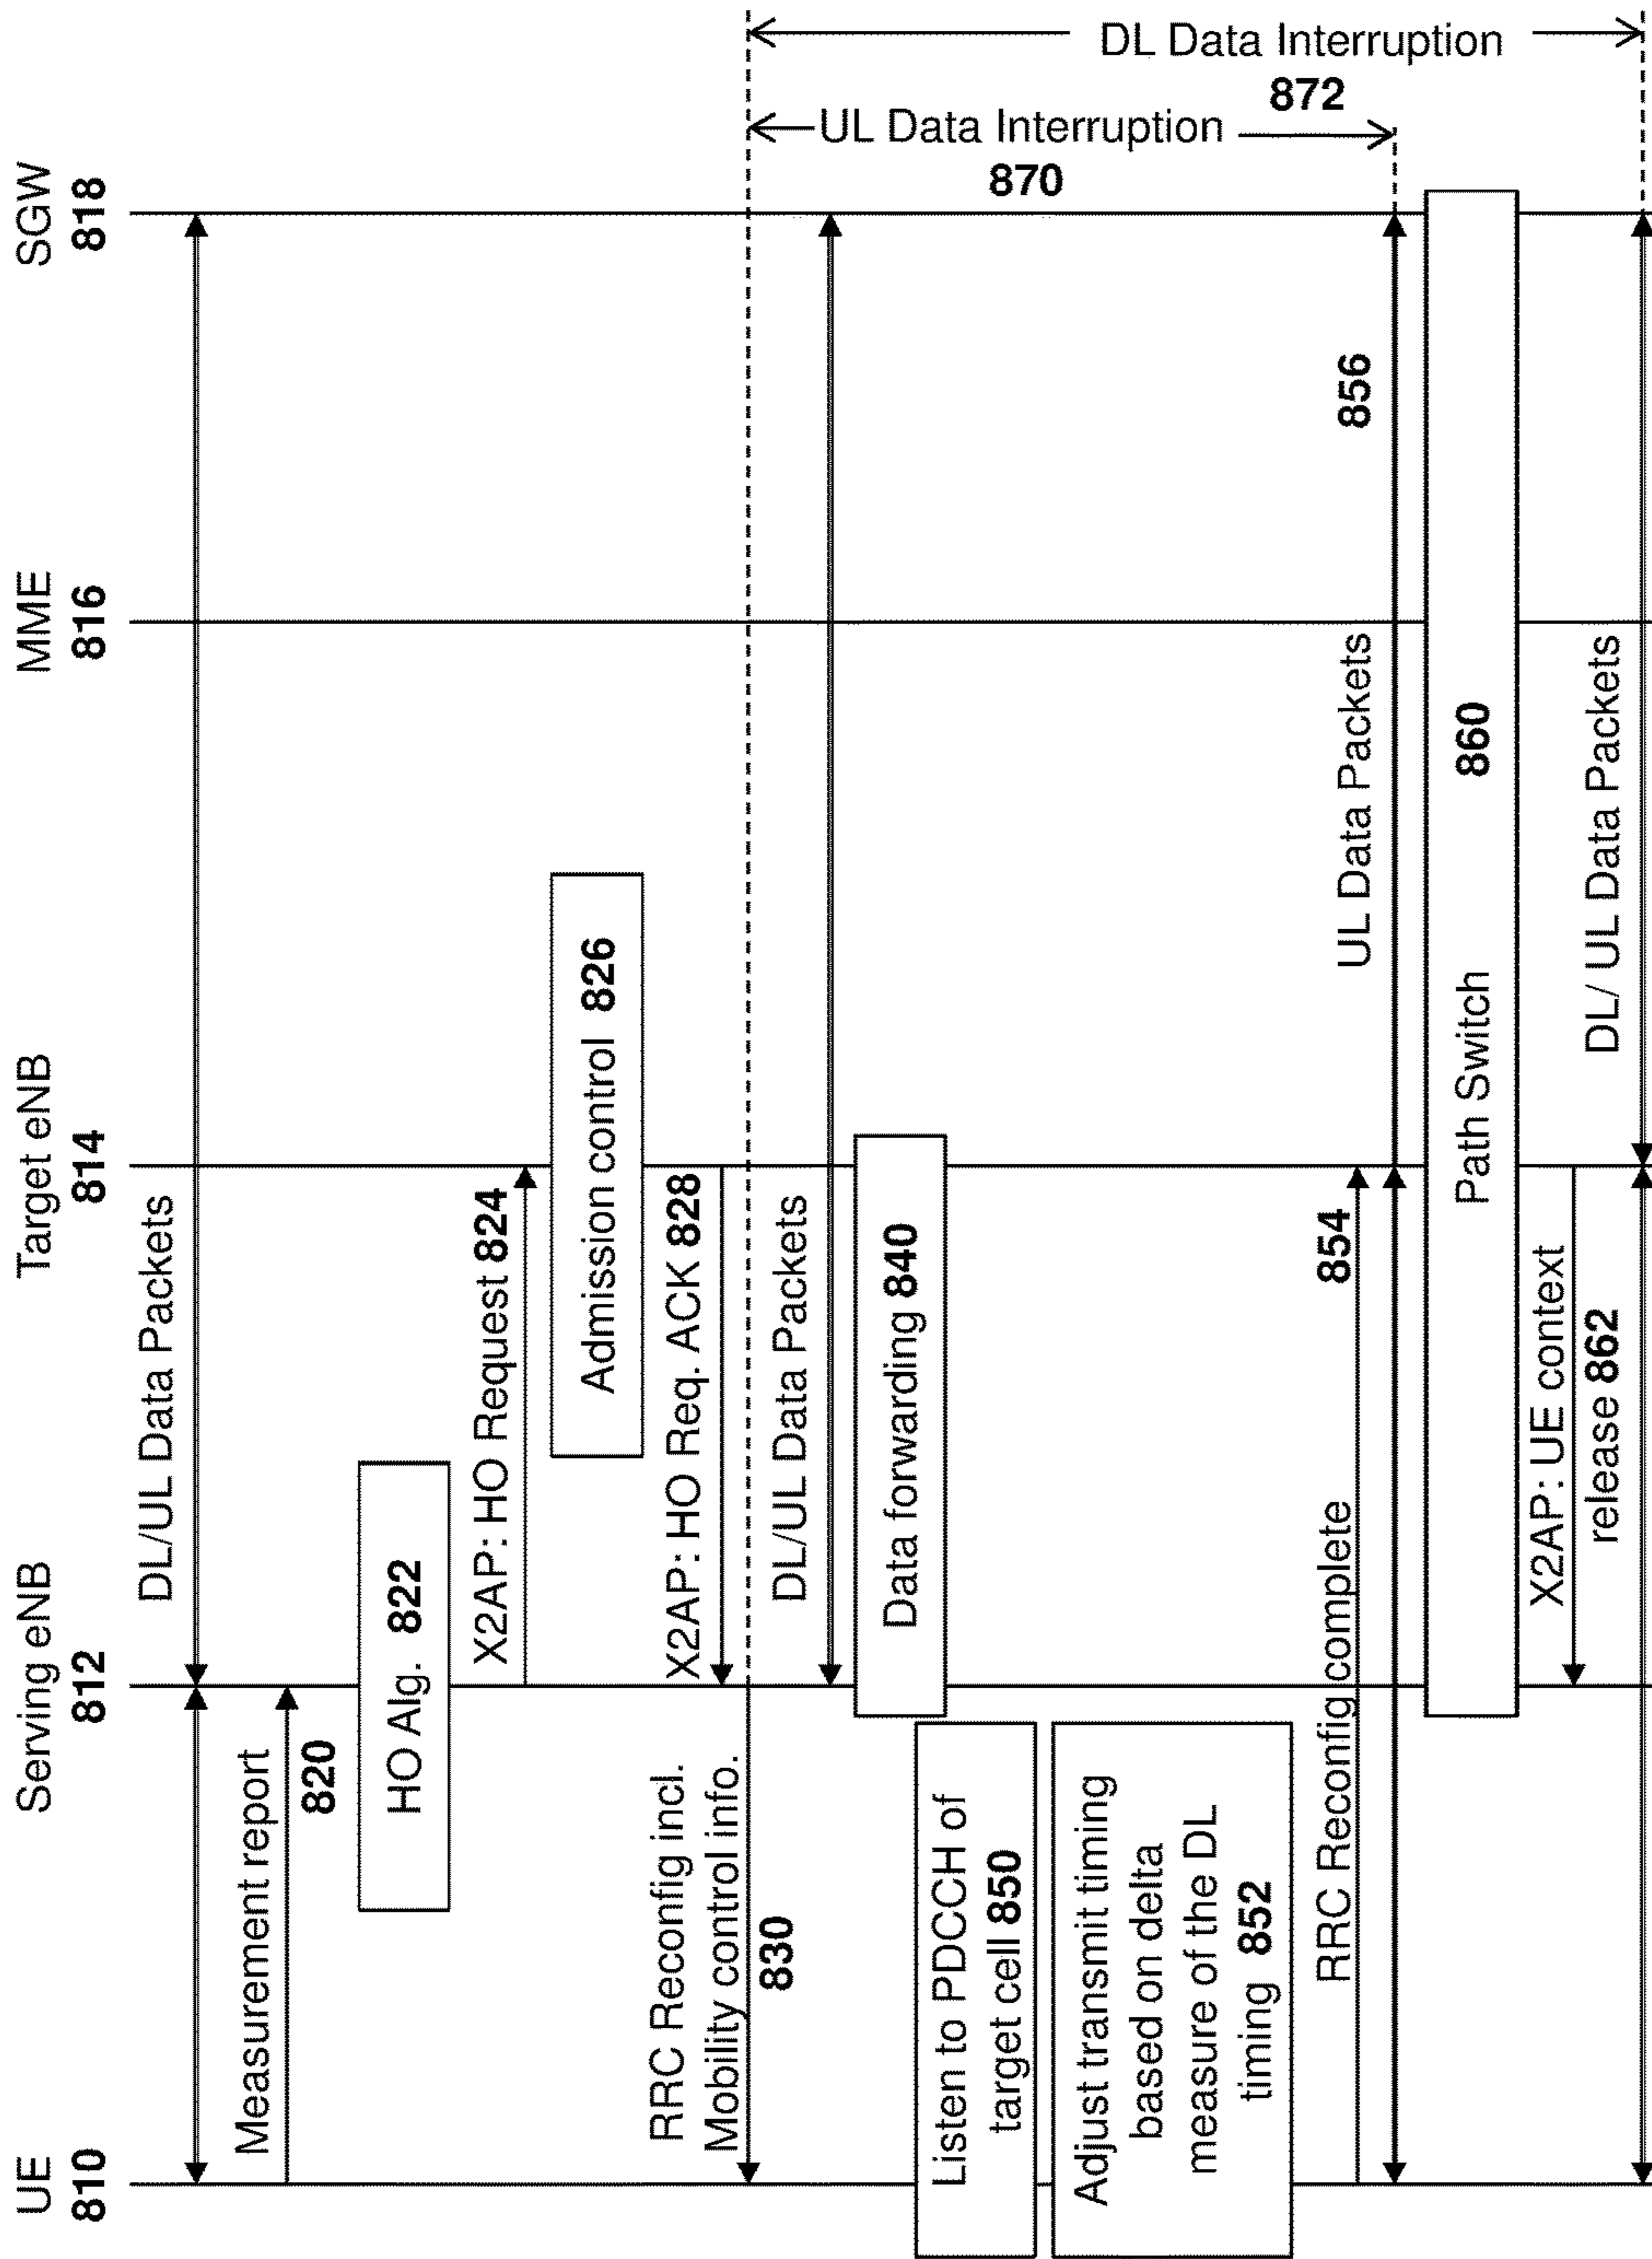 UE
810
Serving eNB
812
Target eNB
814
MME
816
SGW
818
DL/UL Data Packets
Measurement report
820
HO Alg. 822
X2AP: HO Request 824
Admission control 826
X2AP: HO Req. ACK 828
RRC Reconfig incl.
Mobility control info.
830
DL/UL Data Packets
Data forwarding 840
Listen to PDCCH of
target cell 850
Adjust transmit timing
based on delta
measure of the DL
timing 852
RRC Reconfig complete
854
UL Data Packets
856
Path Switch
860
X2AP: UE context
release 862
DL/ UL Data Packets
UL Data Interruption
870
DL Data Interruption
872